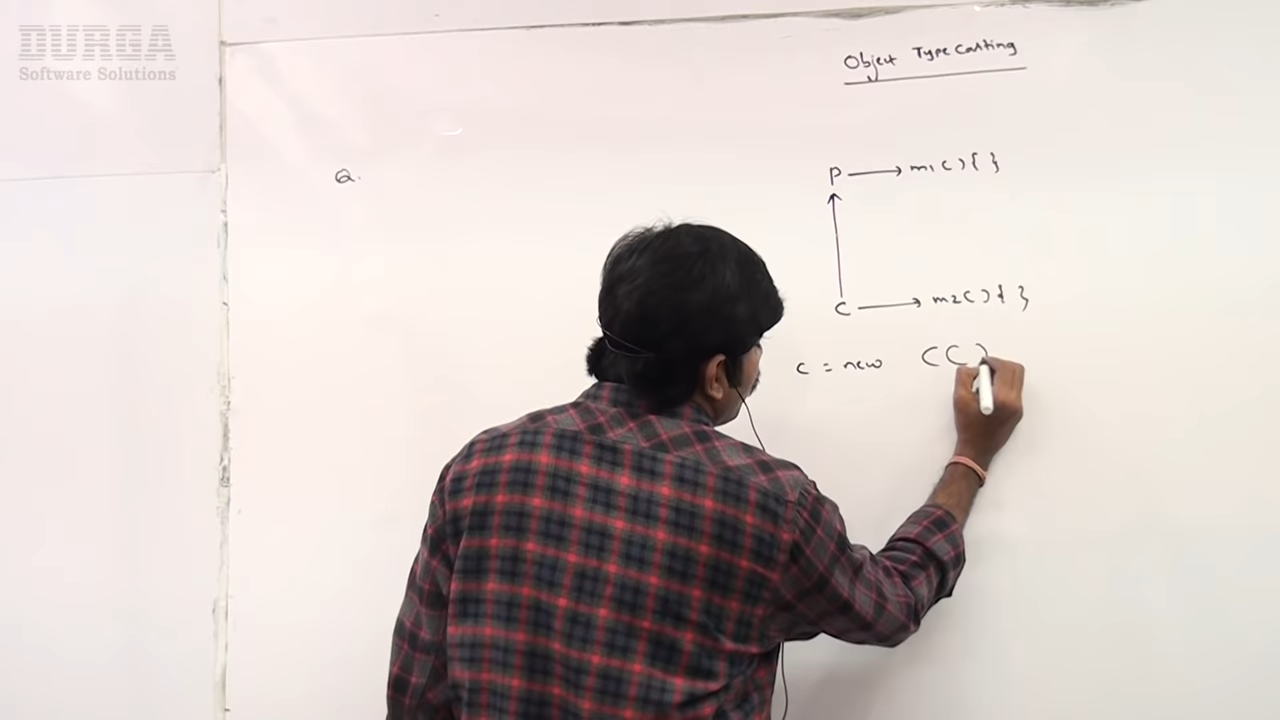 DURGA
Software Solutions
Object Type Casting
Q.
P → m1() { }
C → m2() { }
C = new C()